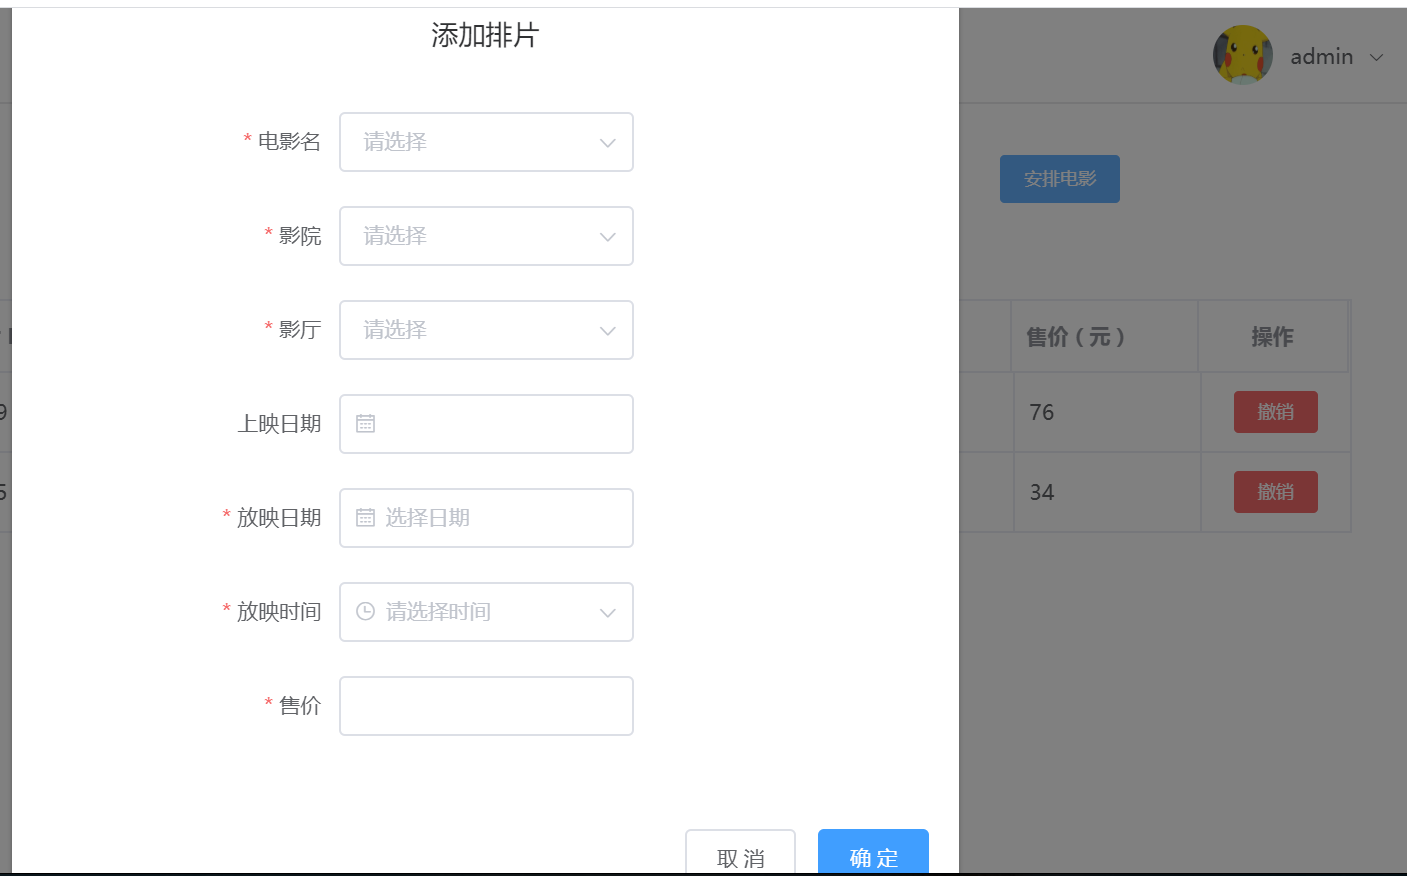 添加排片
admin
* 电影名 请选择
安排电影
* 影院 请选择
* 影厅 请选择
售价（元） 操作
9 76 撤销
上映日期
5 34 撤销
* 放映日期 选择日期
* 放映时间 请选择时间
* 售价
取 消 确 定